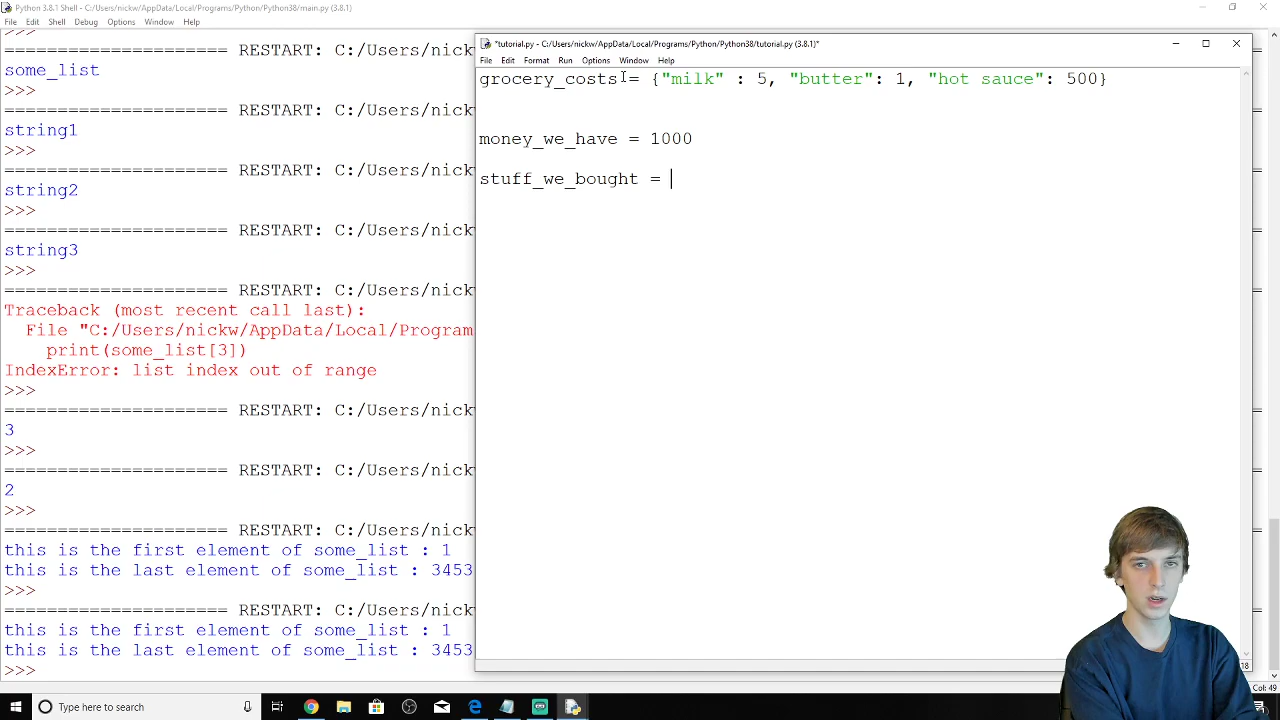 Python 3.8.1 Shell - C:/Users/nickw/AppData/Local/Programs/Python/Python38/main.py (3.8.1)
File Edit Shell Debug Options Window Help
>>>
==================== RESTART: C:/Users/nick
some_list
>>>
==================== RESTART: C:/Users/nick
string1
>>>
==================== RESTART: C:/Users/nick
string2
>>>
==================== RESTART: C:/Users/nick
string3
>>>
==================== RESTART: C:/Users/nick
Traceback (most recent call last):
File "C:/Users/nickw/AppData/Local/Program
print(some_list[3])
IndexError: list index out of range
>>>
==================== RESTART: C:/Users/nick
3
>>>
==================== RESTART: C:/Users/nick
2
>>>
==================== RESTART: C:/Users/nick
this is the first element of some_list : 1
this is the last element of some_list : 3453
>>>
==================== RESTART: C:/Users/nick
this is the first element of some_list : 1
this is the last element of some_list : 3453
>>>
*tutorial.py - C:/Users/nickw/AppData/Local/Programs/Python/Python38/tutorial.py (3.8.1)*
File Edit Format Run Options Window Help
grocery_costs = {"milk" : 5, "butter": 1, "hot sauce": 500}
money_we_have = 1000
stuff_we_bought =
18
Col: 49
Type here to search